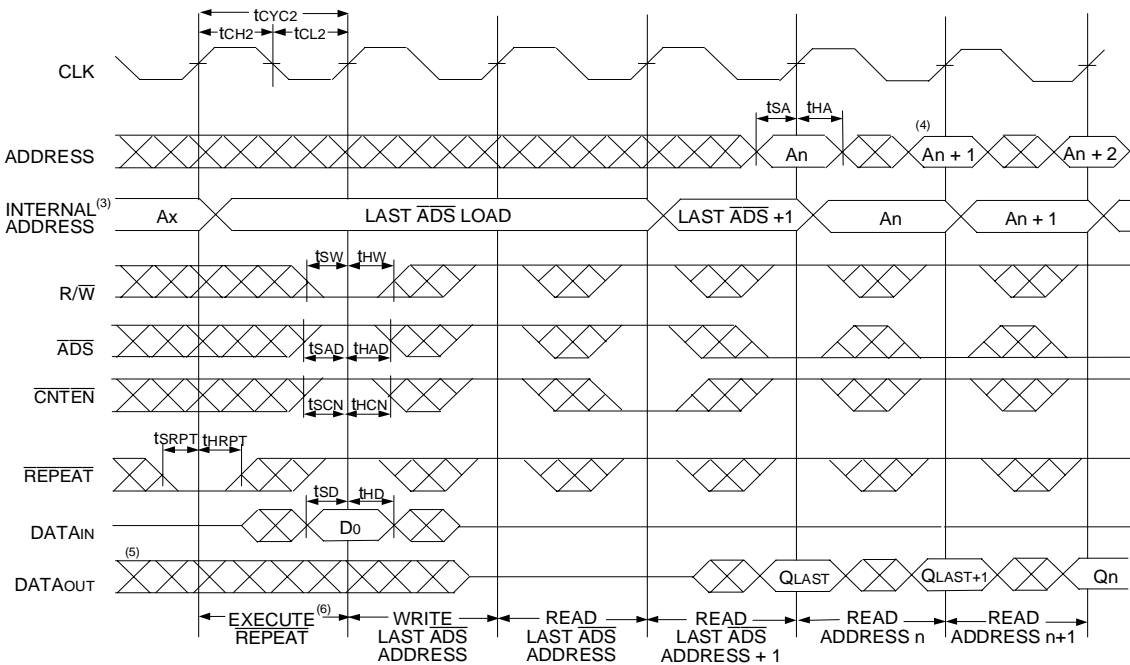 tCYC2
tCH2 tCL2
CLK
tSA tHA
ADDRESS An (4) An + 1 An + 2
INTERNAL(3)
ADDRESS
Ax LAST ADS LOAD LAST ADS +1 An An + 1
tSW tHW
R/W
ADS
tSAD tHAD
CNTEN
tSCN tHCN
tSRPT tHRPT
REPEAT
tSD tHD
DATAIN D0
(5)
DATAOUT QLAST QLAST+1 Qn
EXECUTE(6)
REPEAT
WRITE
LAST ADS
ADDRESS
READ
LAST ADS
ADDRESS
READ
LAST ADS
ADDRESS + 1
READ
ADDRESS n
READ
ADDRESS n+1